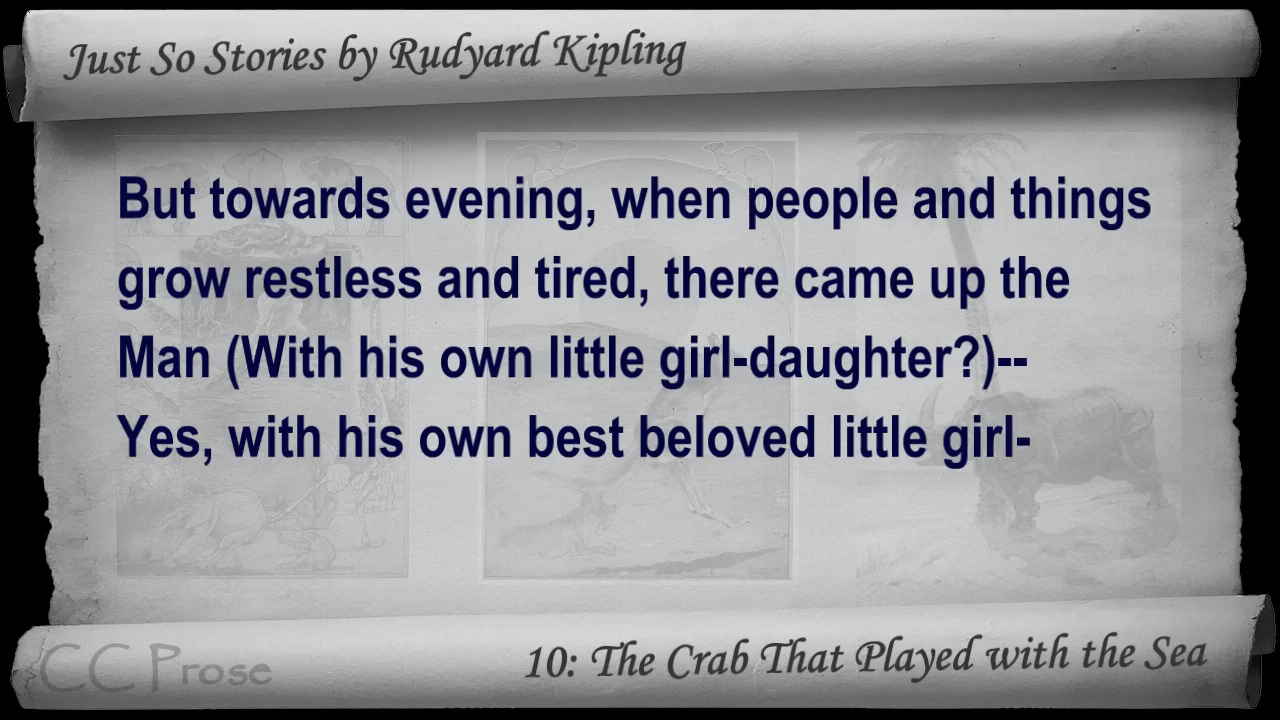 Just So Stories by Rudyard Kipling
But towards evening, when people and things
grow restless and tired, there came up the
Man (With his own little girl-daughter?)--
Yes, with his own best beloved little girl-
CC Prose
10: The Crab That Played with the Sea